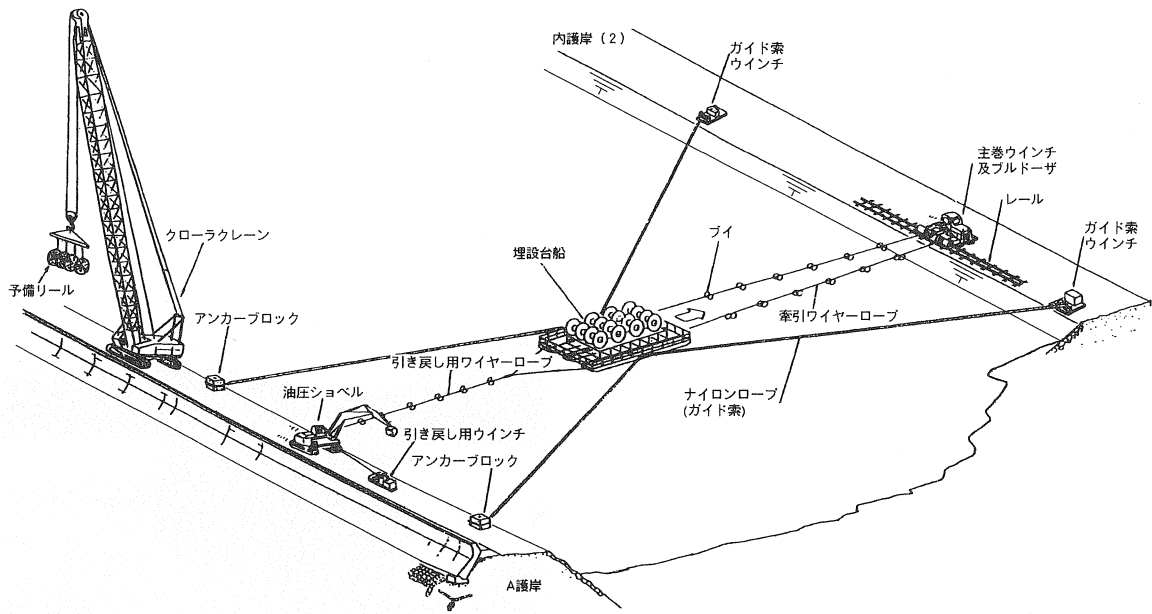 内護岸（2）
ガイド索
ウインチ
主巻ウインチ
及ブルドーザ
レール
ガイド索
ウインチ
クローラクレーン
ブイ
埋設台船
予備リール
アンカーブロック
牽引ワイヤーロープ
引き戻し用ワイヤーロープ
油圧ショベル
ナイロンロープ
(ガイド索)
引き戻し用ウインチ
アンカーブロック
A護岸